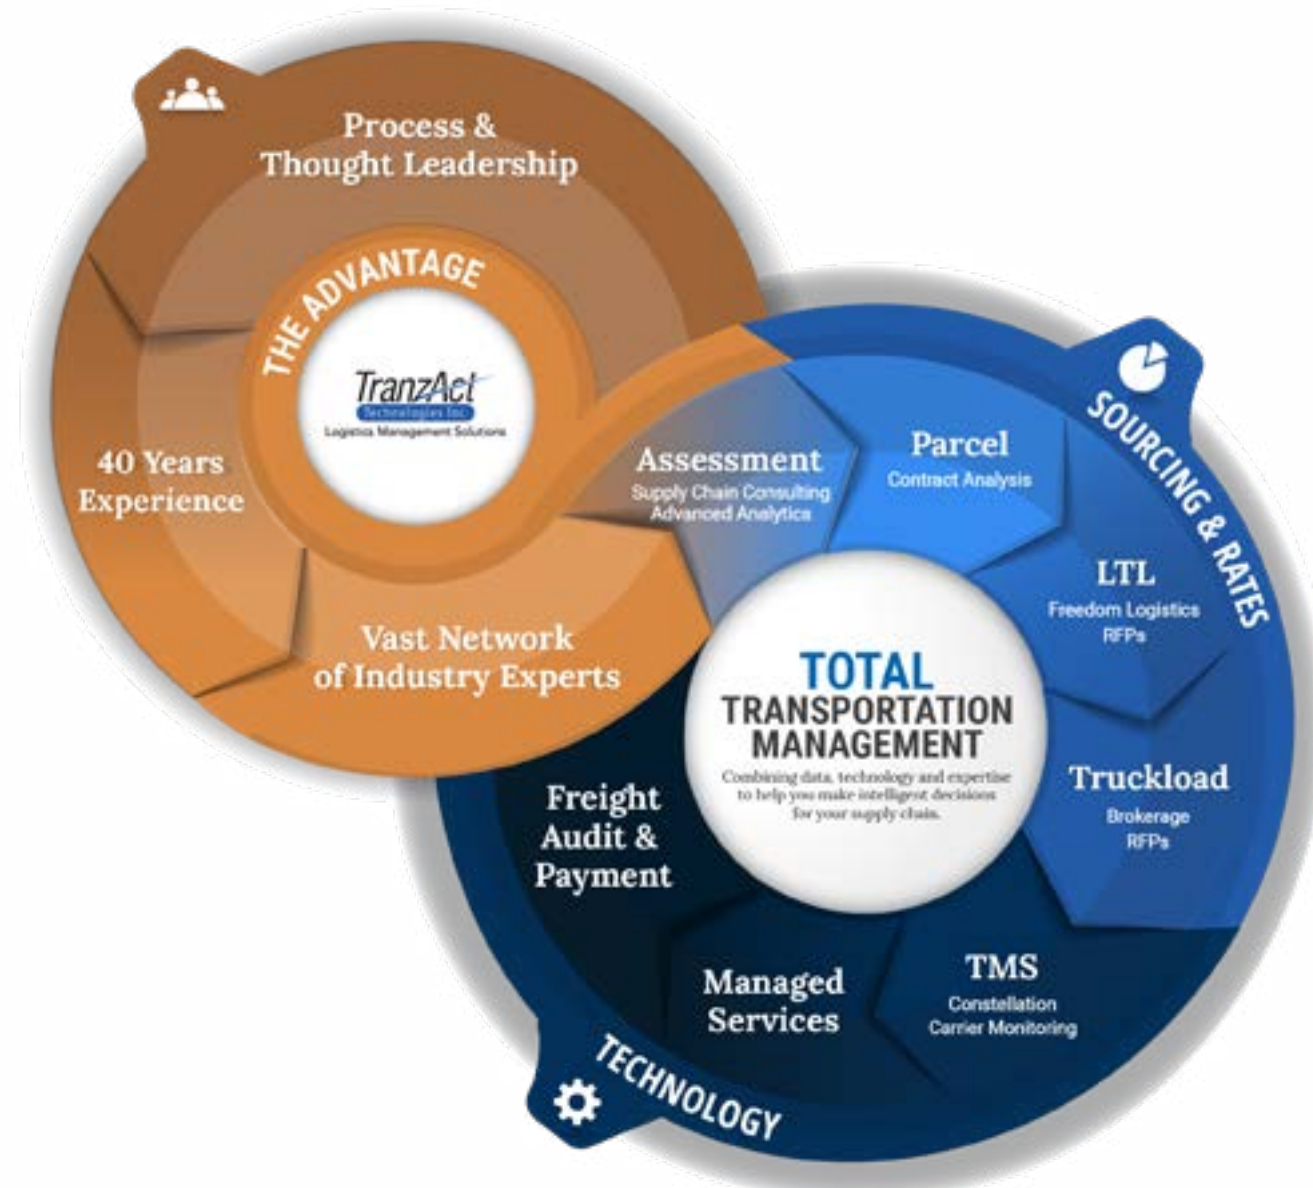 Process &
Thought Leadership
THE ADVANTAGE
TranzAct
Technologies Inc.
Logistics Management Solutions
40 Years
Experience
Vast Network
of Industry Experts
Assessment
Supply Chain Consulting
Advanced Analytics
Parcel
Contract Analysis
SOURCING & RATES
LTL
Freedom Logistics
RFPs
Truckload
Brokerage
RFPs
TOTAL
TRANSPORTATION
MANAGEMENT
Combining data, technology and expertise
to help you make intelligent decisions
for your supply chain.
Freight
Audit &
Payment
Managed
Services
TMS
Constellation
Carrier Monitoring
TECHNOLOGY